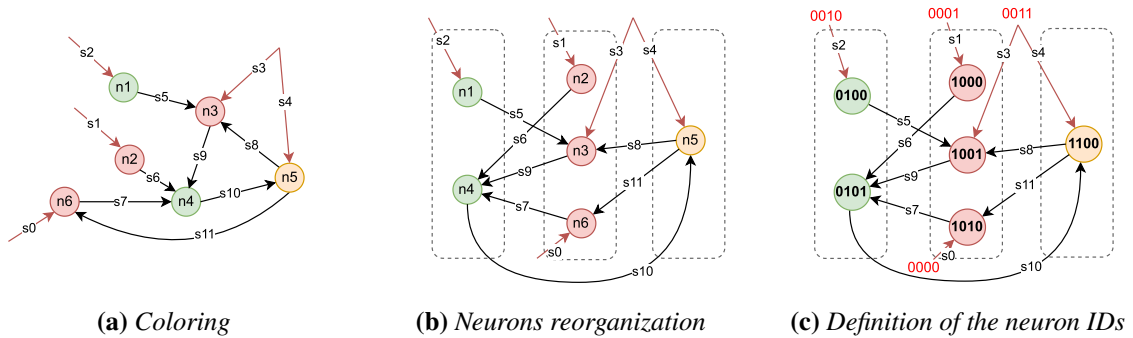 s2
s3
n1
s4
s5
n3
s1
n2
s9
s8
s6
n5
n6
s7
n4
s10
s0
s11
(a) Coloring
s2
s1
s3
s4
n1
n2
s5
s6
s8
n5
n3
s9
n4
s11
s7
n6
s0
s10
(b) Neurons reorganization
0010
0001
0011
s2
s1
s3
s4
0100
1000
s5
s6
s8
1100
1001
s9
0101
s11
s7
1010
0000
s0
s10
(c) Definition of the neuron IDs